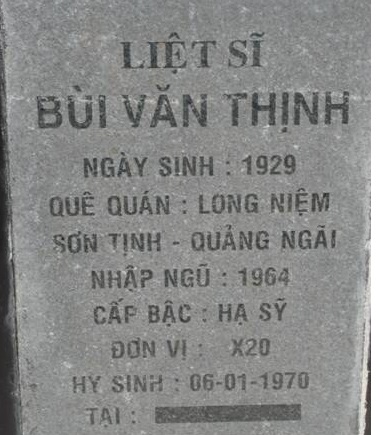 LIỆT SĨ
BÙI VĂN THỊNH
NGÀY SINH : 1929
QUÊ QUÁN : LONG NIỆM
SƠN TỊNH - QUẢNG NGÃI
NHẬP NGŨ : 1964
CẤP BẬC : HẠ SỸ
ĐƠN VỊ : X20
HY SINH : 06-01-1970
TẠI :